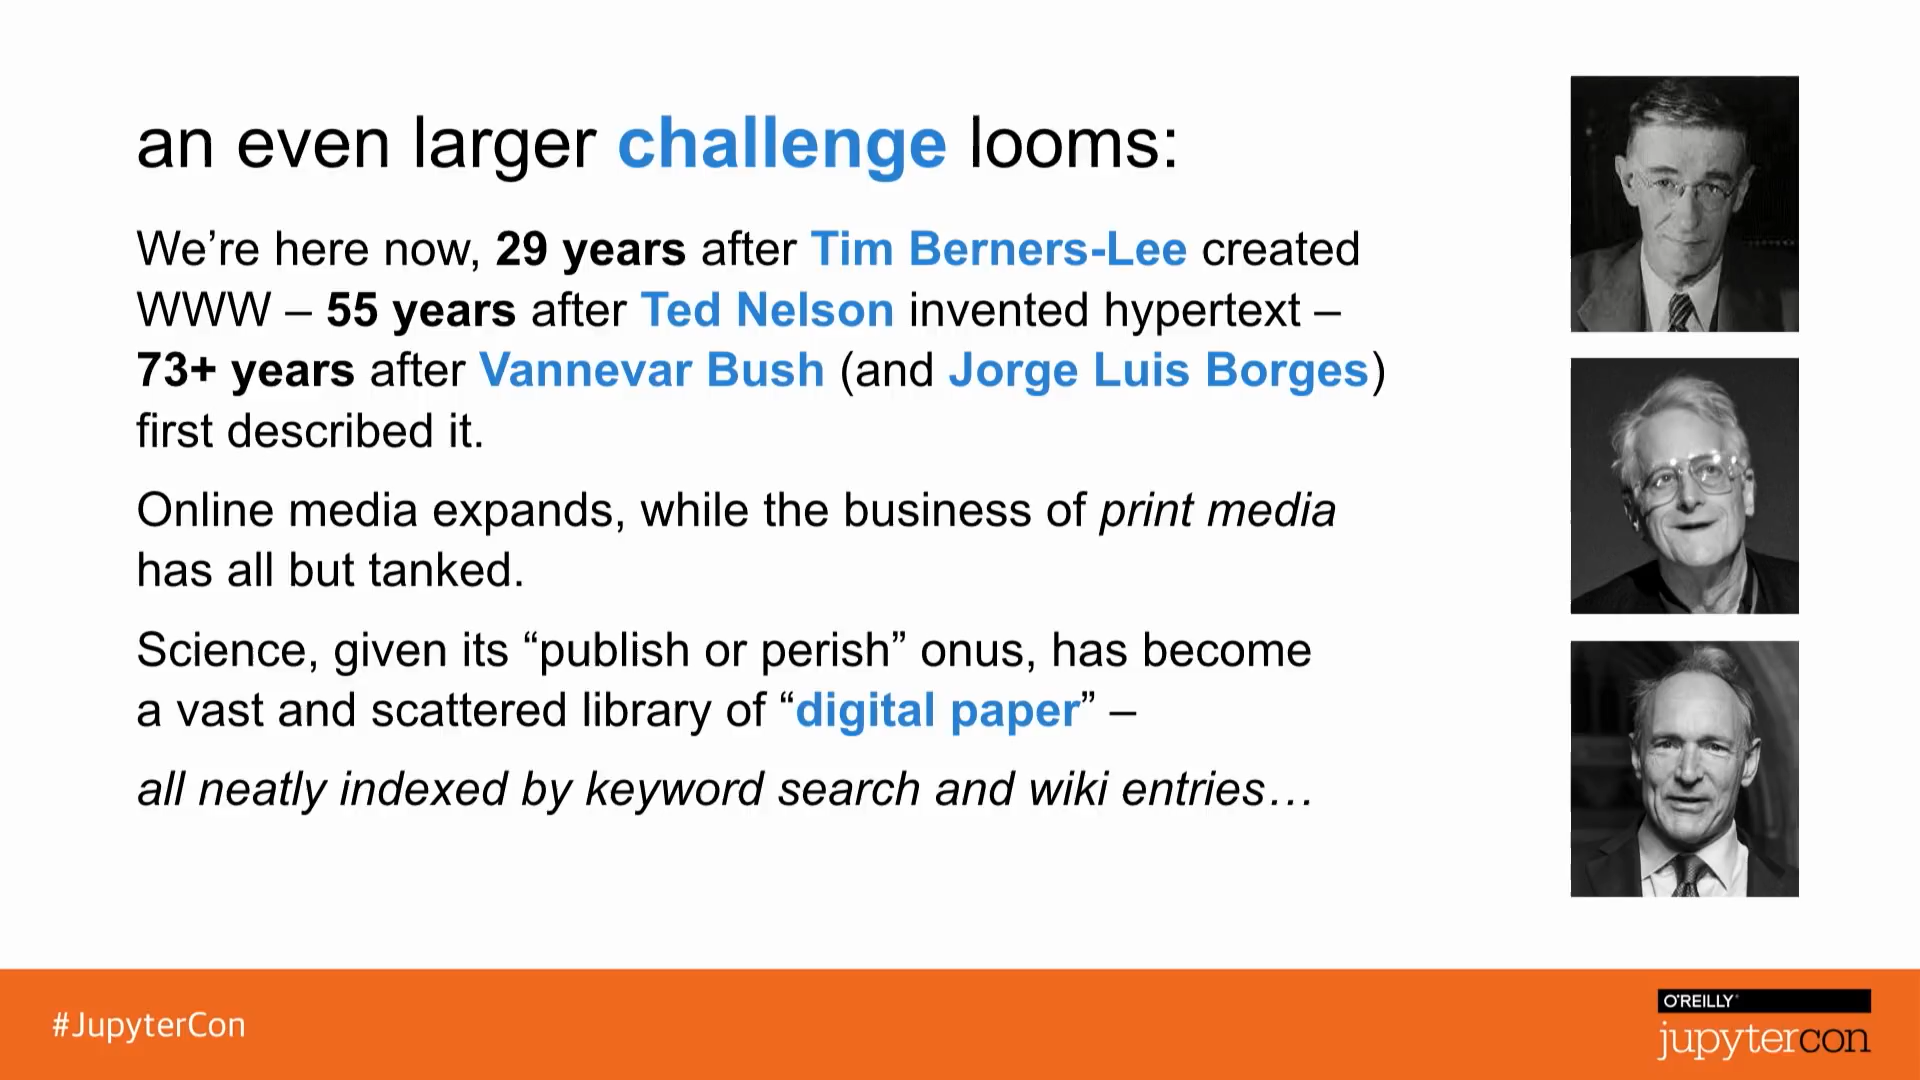 an even larger challenge looms:
We’re here now, 29 years after Tim Berners-Lee created
WWW – 55 years after Ted Nelson invented hypertext –
73+ years after Vannevar Bush (and Jorge Luis Borges)
first described it.
Online media expands, while the business of print media
has all but tanked.
Science, given its “publish or perish” onus, has become
a vast and scattered library of “digital paper” –
all neatly indexed by keyword search and wiki entries…
#JupyterCon
O'REILLY®
jupytercon